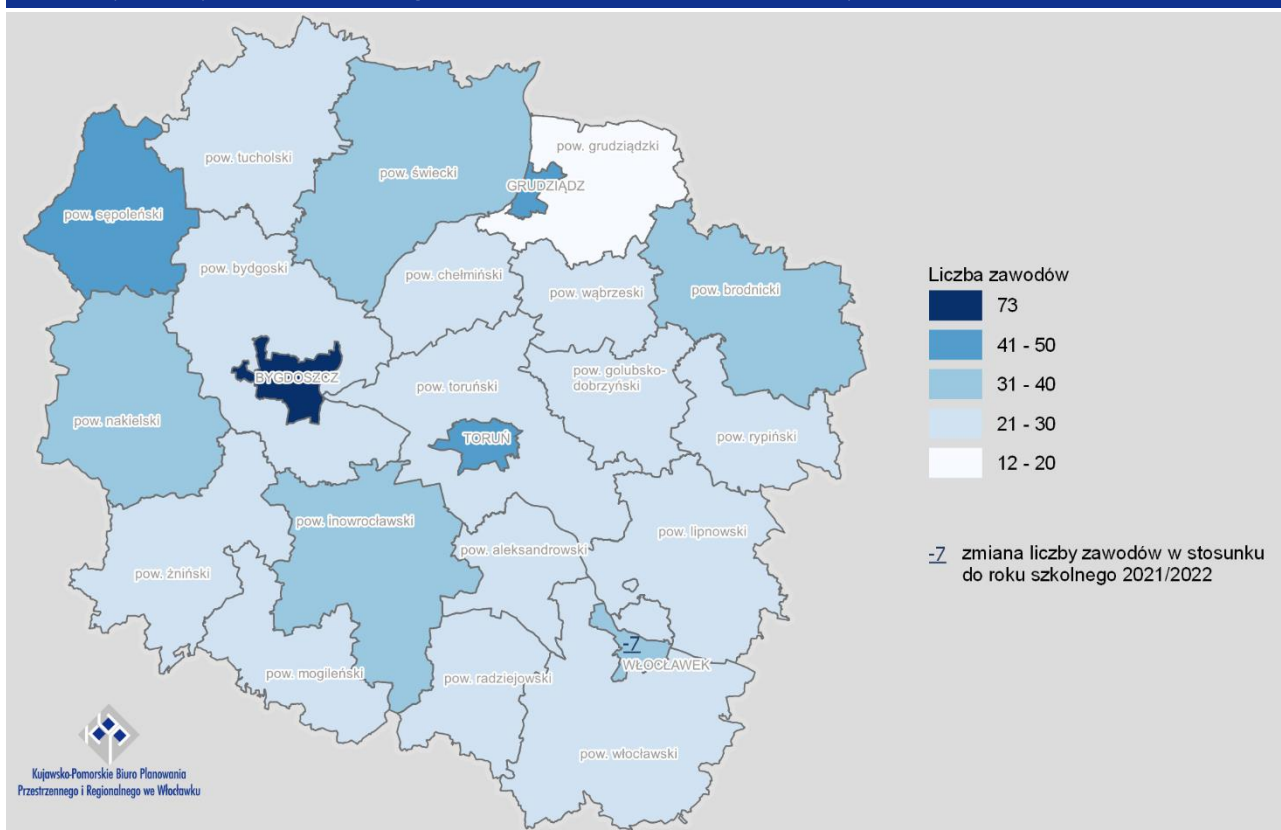 pow. tucholski
pow. świecki
pow. grudziądzki
GRUDZIĄDZ
pow. sępoleński
pow. bydgoski
pow. chełmiński
pow. wąbrzeski
pow. brodnicki
BYDGOSZCZ
pow. toruński
pow. golubsko-
dobrzyński
pow. nakielski
TORUŃ
pow. rypiński
pow. inowrocławski
pow. lipnowski
pow. aleksandrowski
pow. żniński
-7
WŁOCŁAWEK
pow. mogileński
pow. radziejowski
pow. włocławski
Liczba zawodów
73
41 - 50
31 - 40
21 - 30
12 - 20
-7 zmiana liczby zawodów w stosunku
do roku szkolnego 2021/2022
Kujawsko-Pomorskie Biuro Planowania
Przestrzennego i Regionalnego we Włocławku